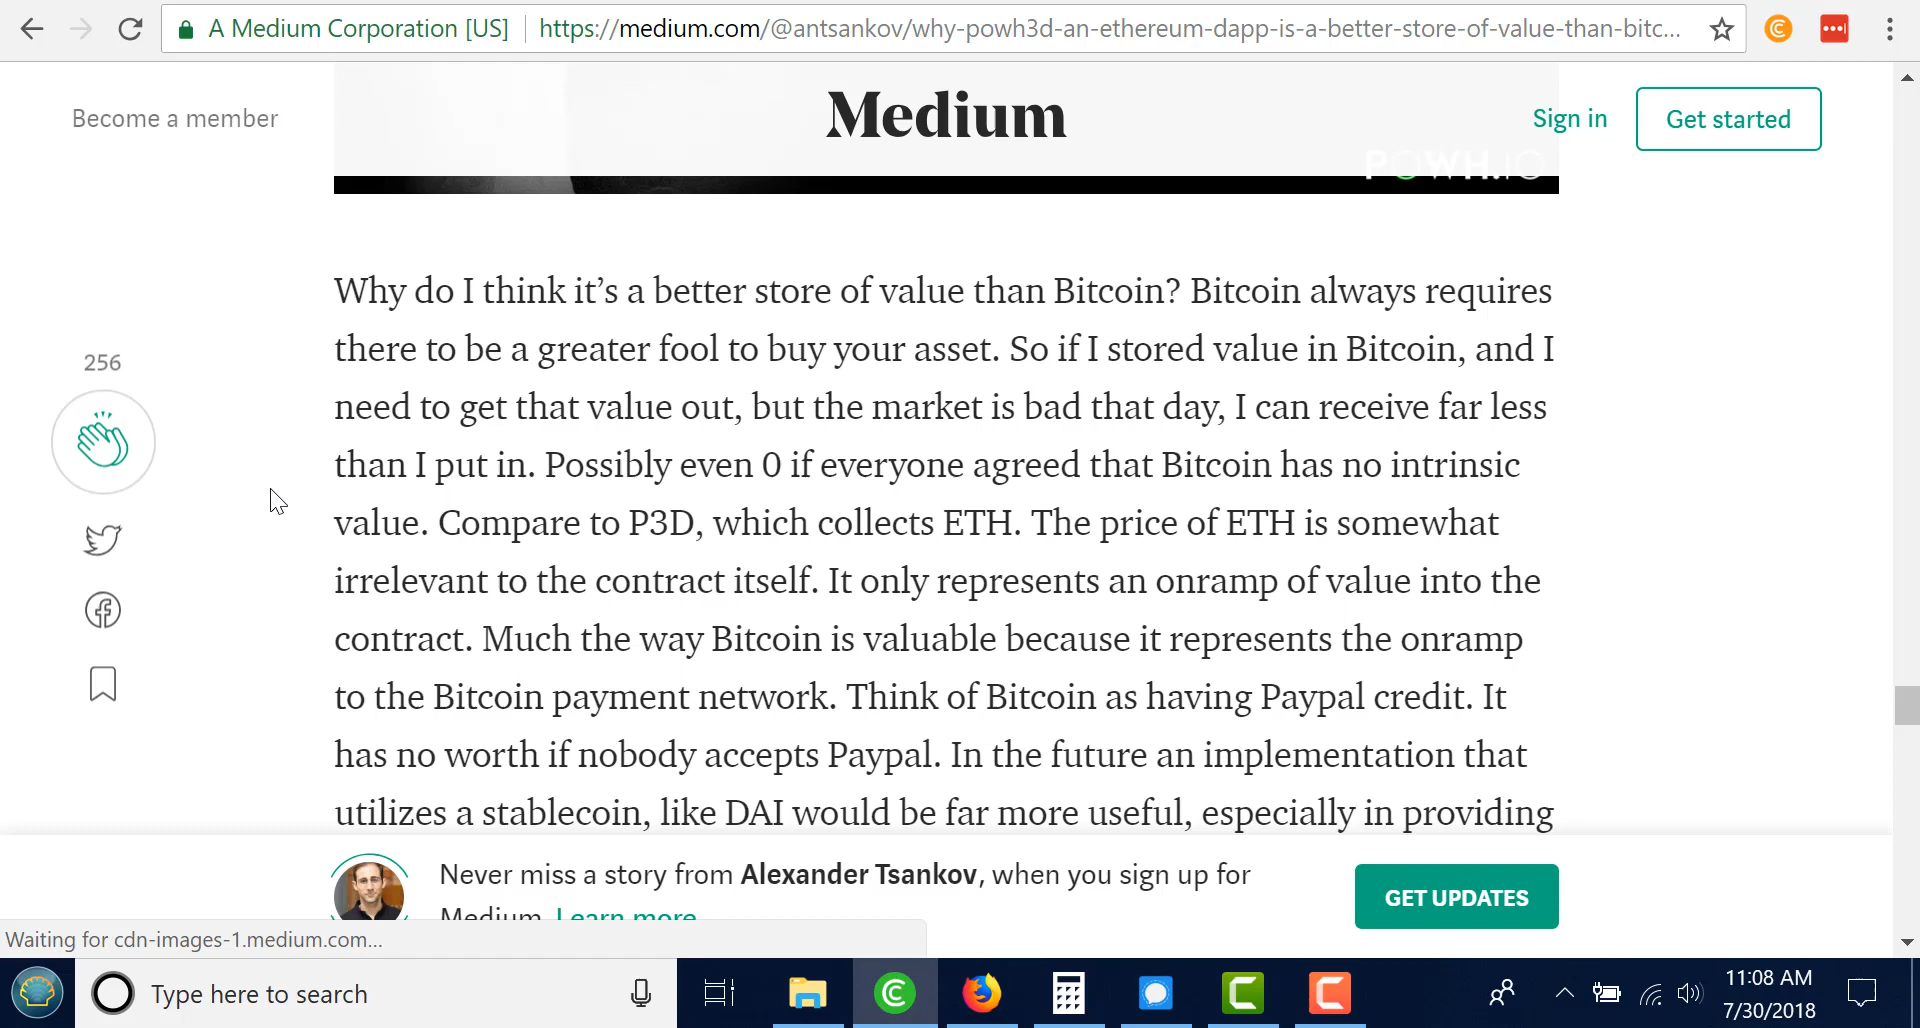 A Medium Corporation [US]
https://medium.com/@antsankov/why-powh3d-an-ethereum-dapp-is-a-better-store-of-value-than-bitc...
Become a member
Medium
Sign in
Get started
POWH.IO
Why do I think it’s a better store of value than Bitcoin? Bitcoin always requires
there to be a greater fool to buy your asset. So if I stored value in Bitcoin, and I
need to get that value out, but the market is bad that day, I can receive far less
than I put in. Possibly even 0 if everyone agreed that Bitcoin has no intrinsic
value. Compare to P3D, which collects ETH. The price of ETH is somewhat
irrelevant to the contract itself. It only represents an onramp of value into the
contract. Much the way Bitcoin is valuable because it represents the onramp
to the Bitcoin payment network. Think of Bitcoin as having Paypal credit. It
has no worth if nobody accepts Paypal. In the future an implementation that
utilizes a stablecoin, like DAI would be far more useful, especially in providing
256
Never miss a story from Alexander Tsankov, when you sign up for
Medium. Learn more
GET UPDATES
Waiting for cdn-images-1.medium.com...
Type here to search
11:08 AM
7/30/2018